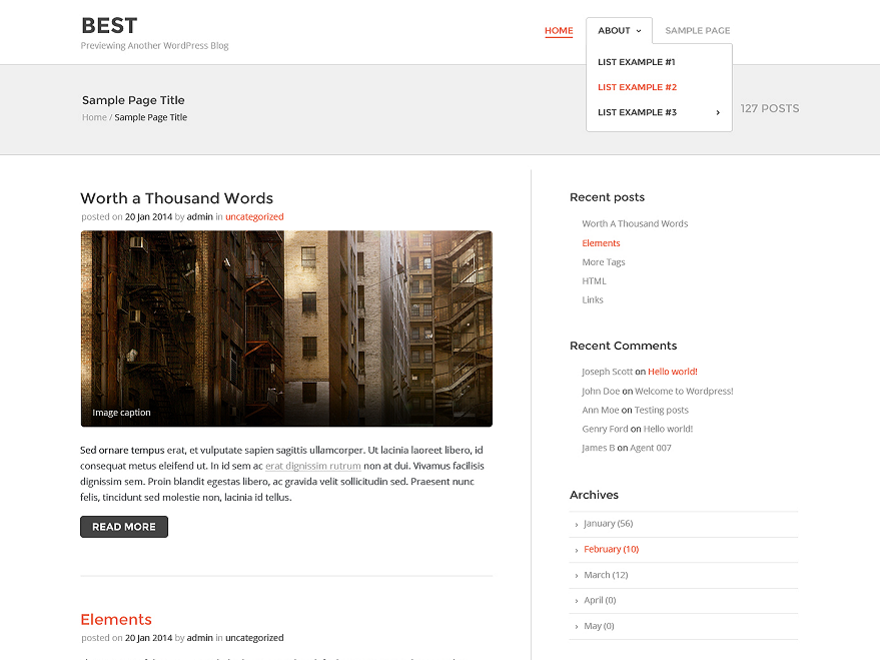 BEST
Previewing Another WordPress Blog
HOME
ABOUT
SAMPLE PAGE
LIST EXAMPLE #1
LIST EXAMPLE #2
LIST EXAMPLE #3
Sample Page Title
Home / Sample Page Title
127 POSTS
Worth a Thousand Words
posted on 20 Jan 2014 by admin in uncategorized
Image caption
Sed ornare tempus erat, et vulputate sapien sagittis ullamcorper. Ut lacinia laoreet libero, id
consequat metus eleifend ut. In id sem ac erat dignissim rutrum non at dui. Vivamus facilisis
dignissim sem. Proin blandit egestas libero, ac gravida velit sollicitudin sed. Praesent nunc
felis, tincidunt sed molestie non, lacinia id tellus.
READ MORE
Elements
posted on 20 Jan 2014 by admin in uncategorized
Recent posts
Worth A Thousand Words
Elements
More Tags
HTML
Links
Recent Comments
Joseph Scott on Hello world!
John Doe on Welcome to Wordpress!
Ann Moe on Testing posts
Genry Ford on Hello world!
James B on Agent 007
Archives
January (56)
February (10)
March (12)
April (0)
May (0)